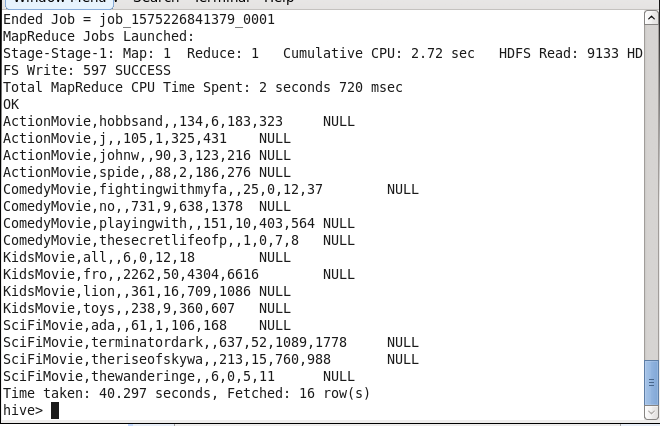 Ended Job = job_1575226841379_0001
MapReduce Jobs Launched:
Stage-Stage-1: Map: 1  Reduce: 1   Cumulative CPU: 2.72 sec   HDFS Read: 9133 HD
FS Write: 597 SUCCESS
Total MapReduce CPU Time Spent: 2 seconds 720 msec
OK
ActionMovie,hobbsand,,134,6,183,323     NULL
ActionMovie,j,,105,1,325,431    NULL
ActionMovie,johnw,,90,3,123,216 NULL
ActionMovie,spide,,88,2,186,276 NULL
ComedyMovie,fightingwithmyfa,,25,0,12,37        NULL
ComedyMovie,no,,731,9,638,1378  NULL
ComedyMovie,playingwith,,151,10,403,564 NULL
ComedyMovie,thesecretlifeofp,,1,0,7,8   NULL
KidsMovie,all,,6,0,12,18        NULL
KidsMovie,fro,,2262,50,4304,6616        NULL
KidsMovie,lion,,361,16,709,1086 NULL
KidsMovie,toys,,238,9,360,607   NULL
SciFiMovie,ada,,61,1,106,168    NULL
SciFiMovie,terminatordark,,637,52,1089,1778     NULL
SciFiMovie,theriseofskywa,,213,15,760,988       NULL
SciFiMovie,thewanderinge,,6,0,5,11      NULL
Time taken: 40.297 seconds, Fetched: 16 row(s)
hive>